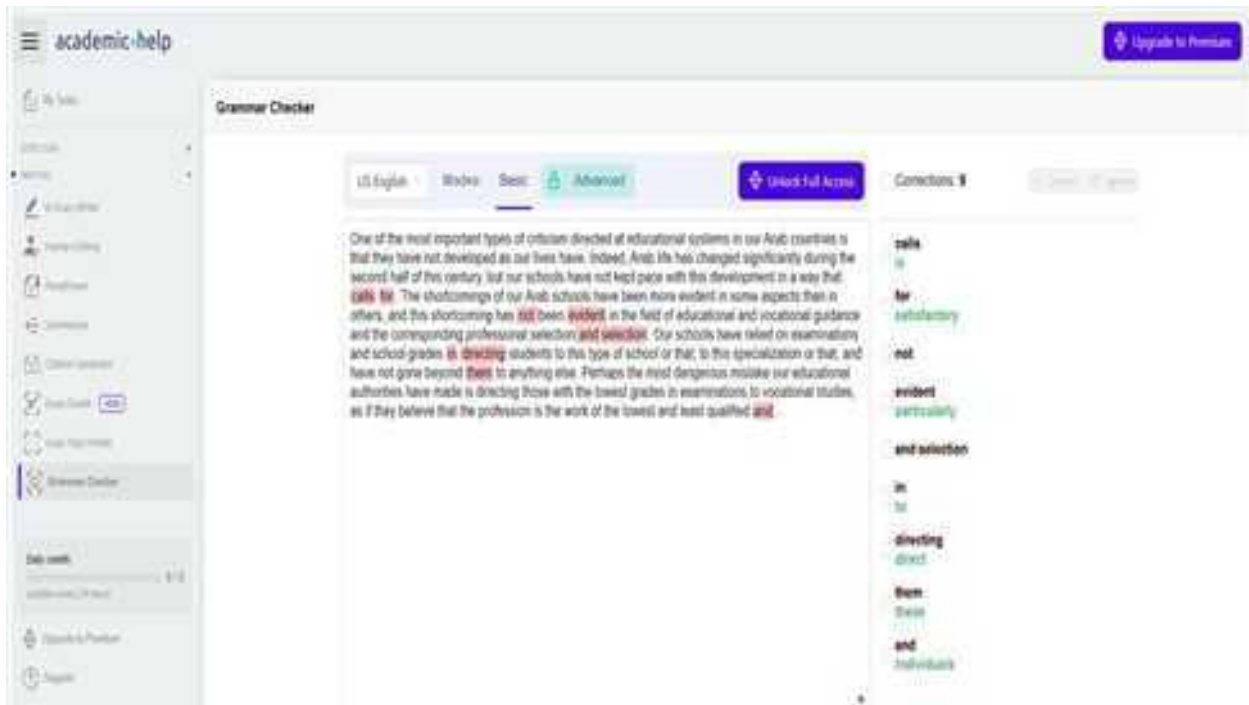 academic-help
Upgrade to Premium
Grammar Checker
US English
Modes:
Basic
Advanced
Unlock Full Access
Corrections: 9
One of the most important types of criticism directed at educational systems in our Arab countries is
that they have not developed as our lives have. Indeed, Arab life has changed significantly during the
second half of this century, but our schools have not kept pace with this development in a way that
calls for. The shortcomings of our Arab schools have been more evident in some aspects than in
others, and this shortcoming has not been evident in the field of educational and vocational guidance
and the corresponding professional selection and selection. Our schools have relied on examinations
and school grades in directing students to this type of school or that, to this specialization or that, and
have not gone beyond them to anything else. Perhaps the most dangerous mistake our educational
authorities have made is directing those with the lowest grades in examinations to vocational studies,
as if they believe that the profession is the work of the lowest and least qualified and
calls
is
for
satisfactory
not
evident
particularly
and selection
in
to
directing
direct
them
these
and
individuals
Grammar Checker
Upgrade to Premium
Support